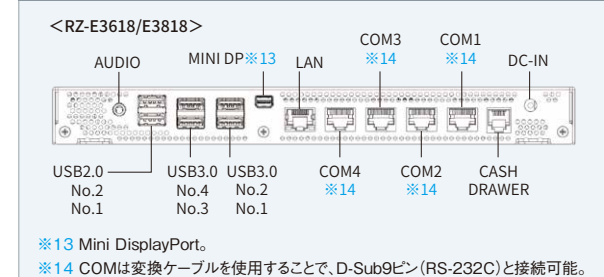 ＜RZ-E3618/E3818＞
COM3 COM1
AUDIO MINI DP※13 LAN ※14 ※14 DC-IN
USB2.0 USB3.0 USB3.0 COM4 COM2 CASH
No.2 No.4 No.2 ※14 ※14 DRAWER
No.1 No.3 No.1
※13 Mini DisplayPort。
※14 COMは変換ケーブルを使用することで、D-Sub9ピン（RS-232C）と接続可能。